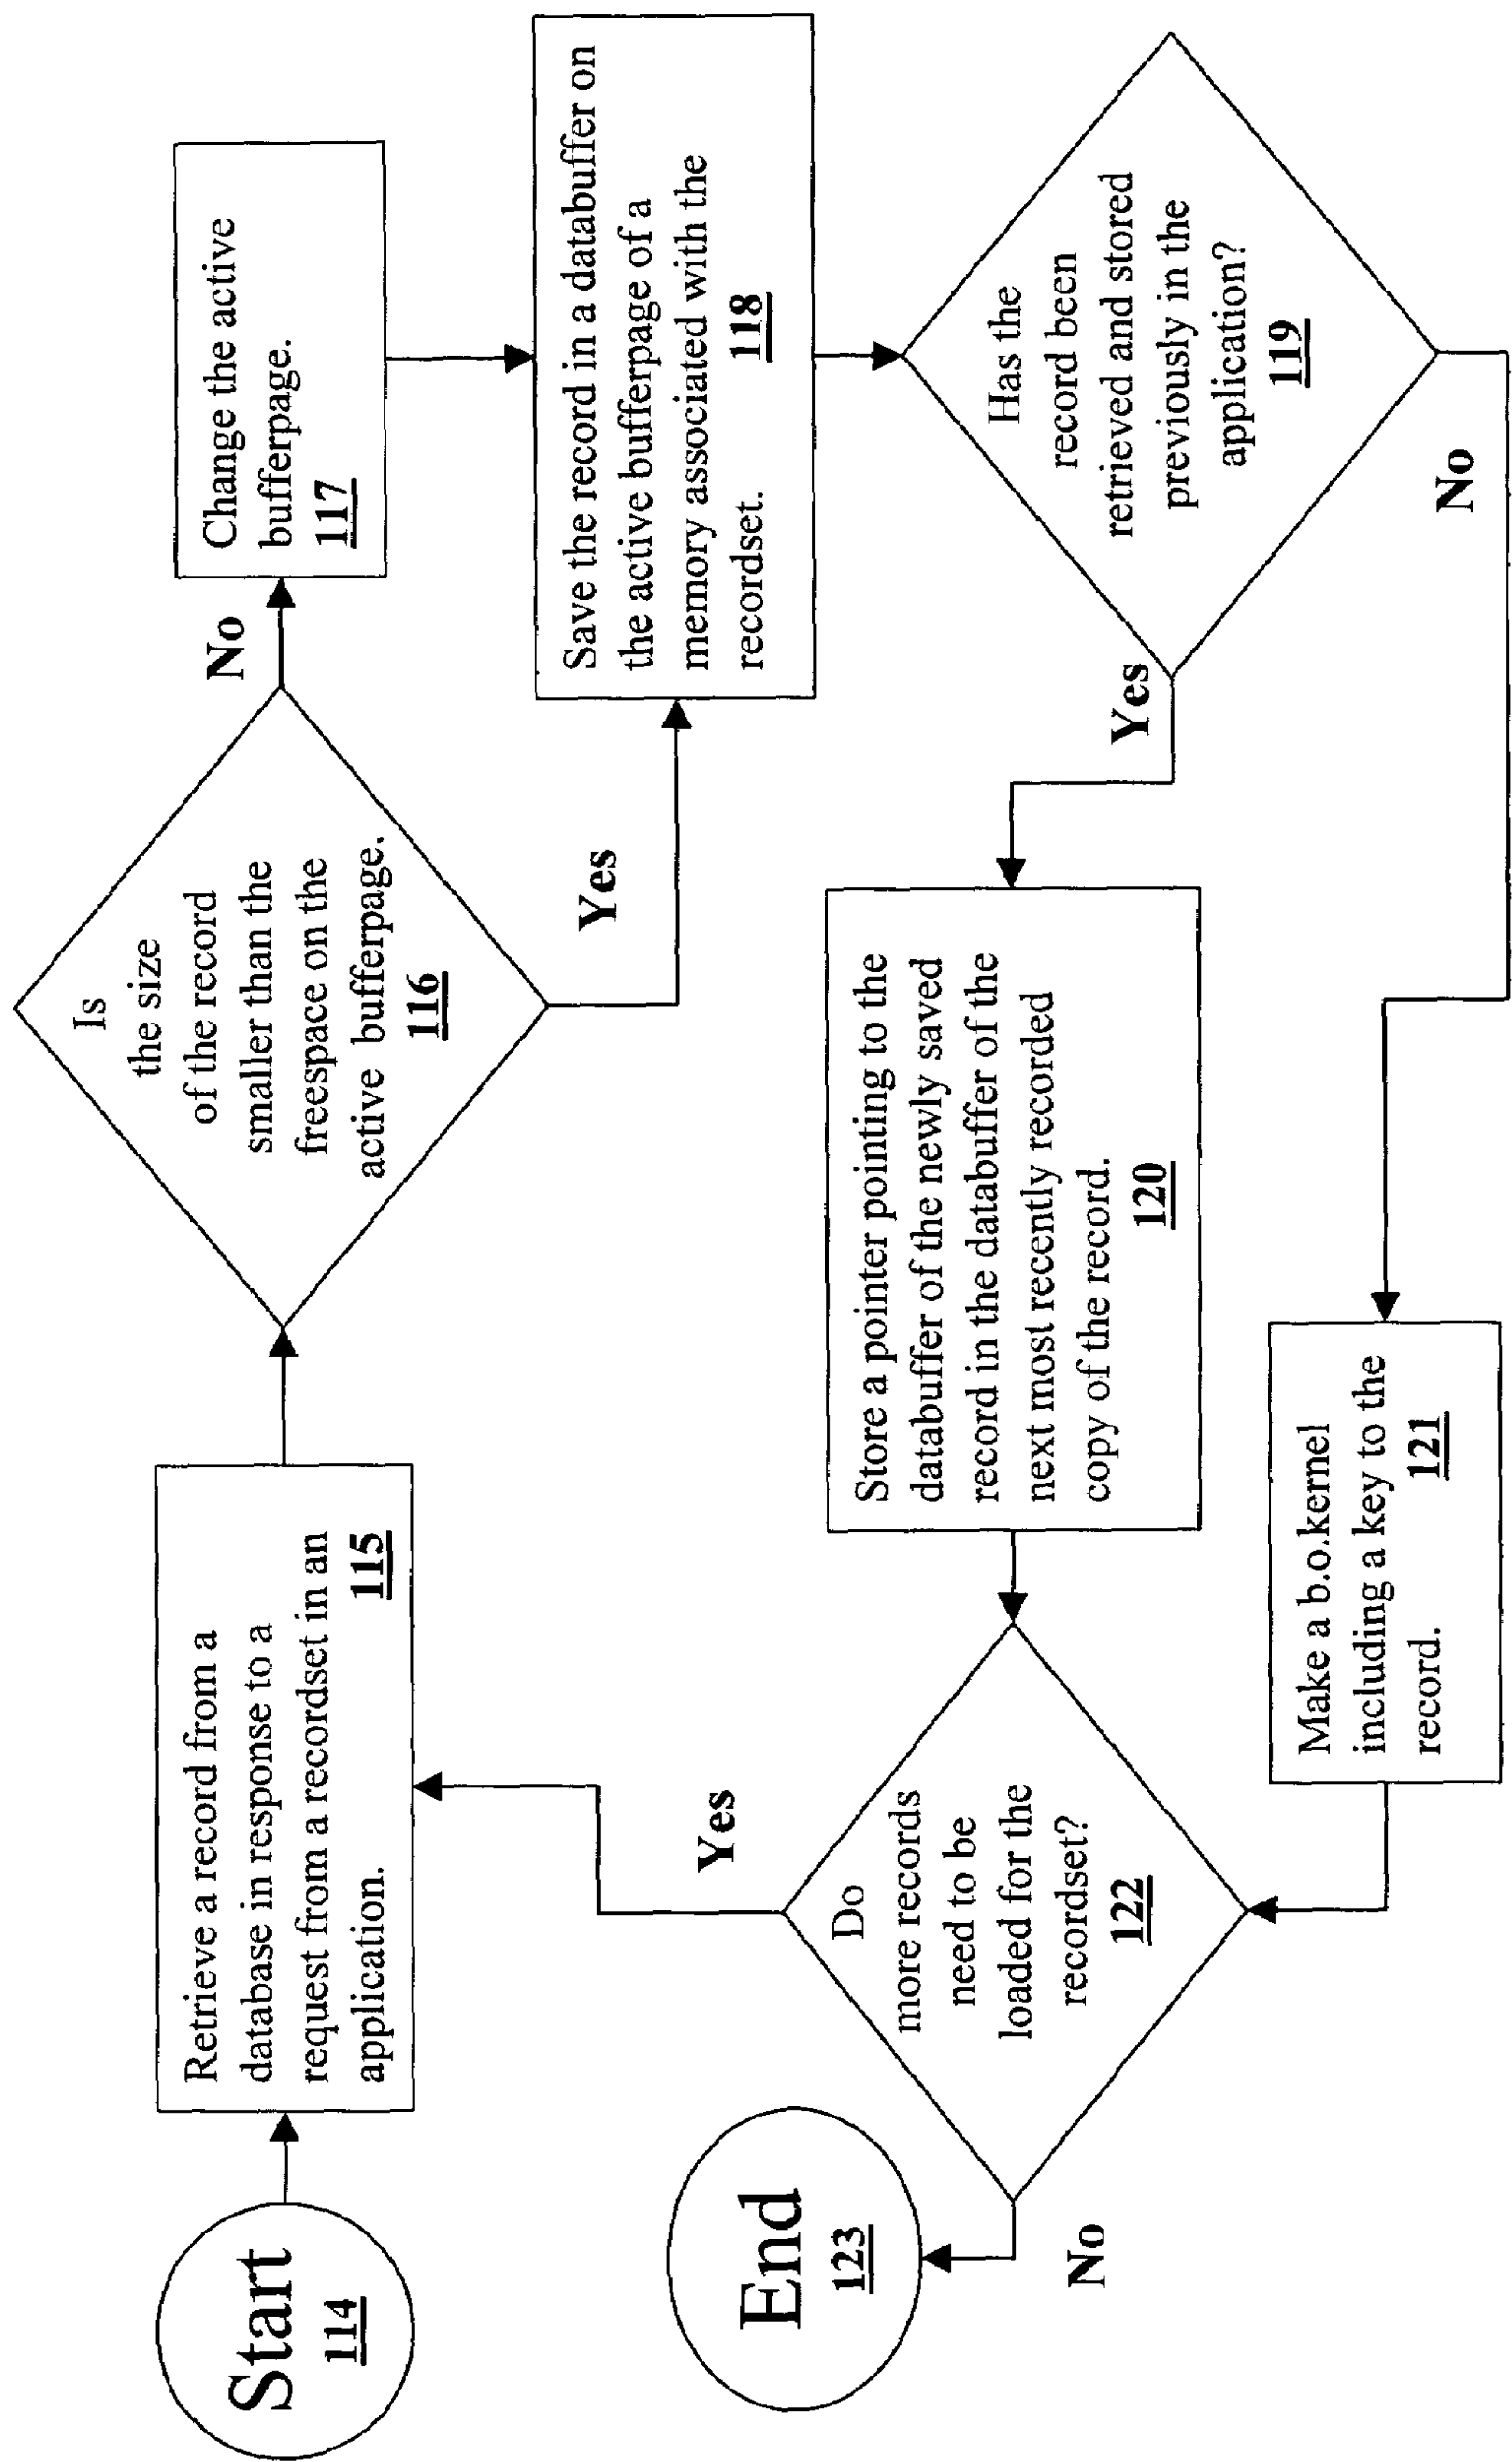 Start
114
Retrieve a record from a
database in response to a
request from a recordset in an
application.
115
Is
the size
of the record
smaller than the
freespace on the
active bufferpage.
116
No
Yes
Change the active
bufferpage.
117
Save the record in a databuffer on
the active bufferpage of a
memory associated with the
recordset.
118
Has the
record been
retrieved and stored
previously in the
application?
119
Yes
No
Store a pointer pointing to the
databuffer of the newly saved
record in the databuffer of the
next most recently recorded
copy of the record.
120
Make a b.o.kernel
including a key to the
record.
121
Do
more records
need to be
loaded for the
recordset?
122
Yes
No
End
123